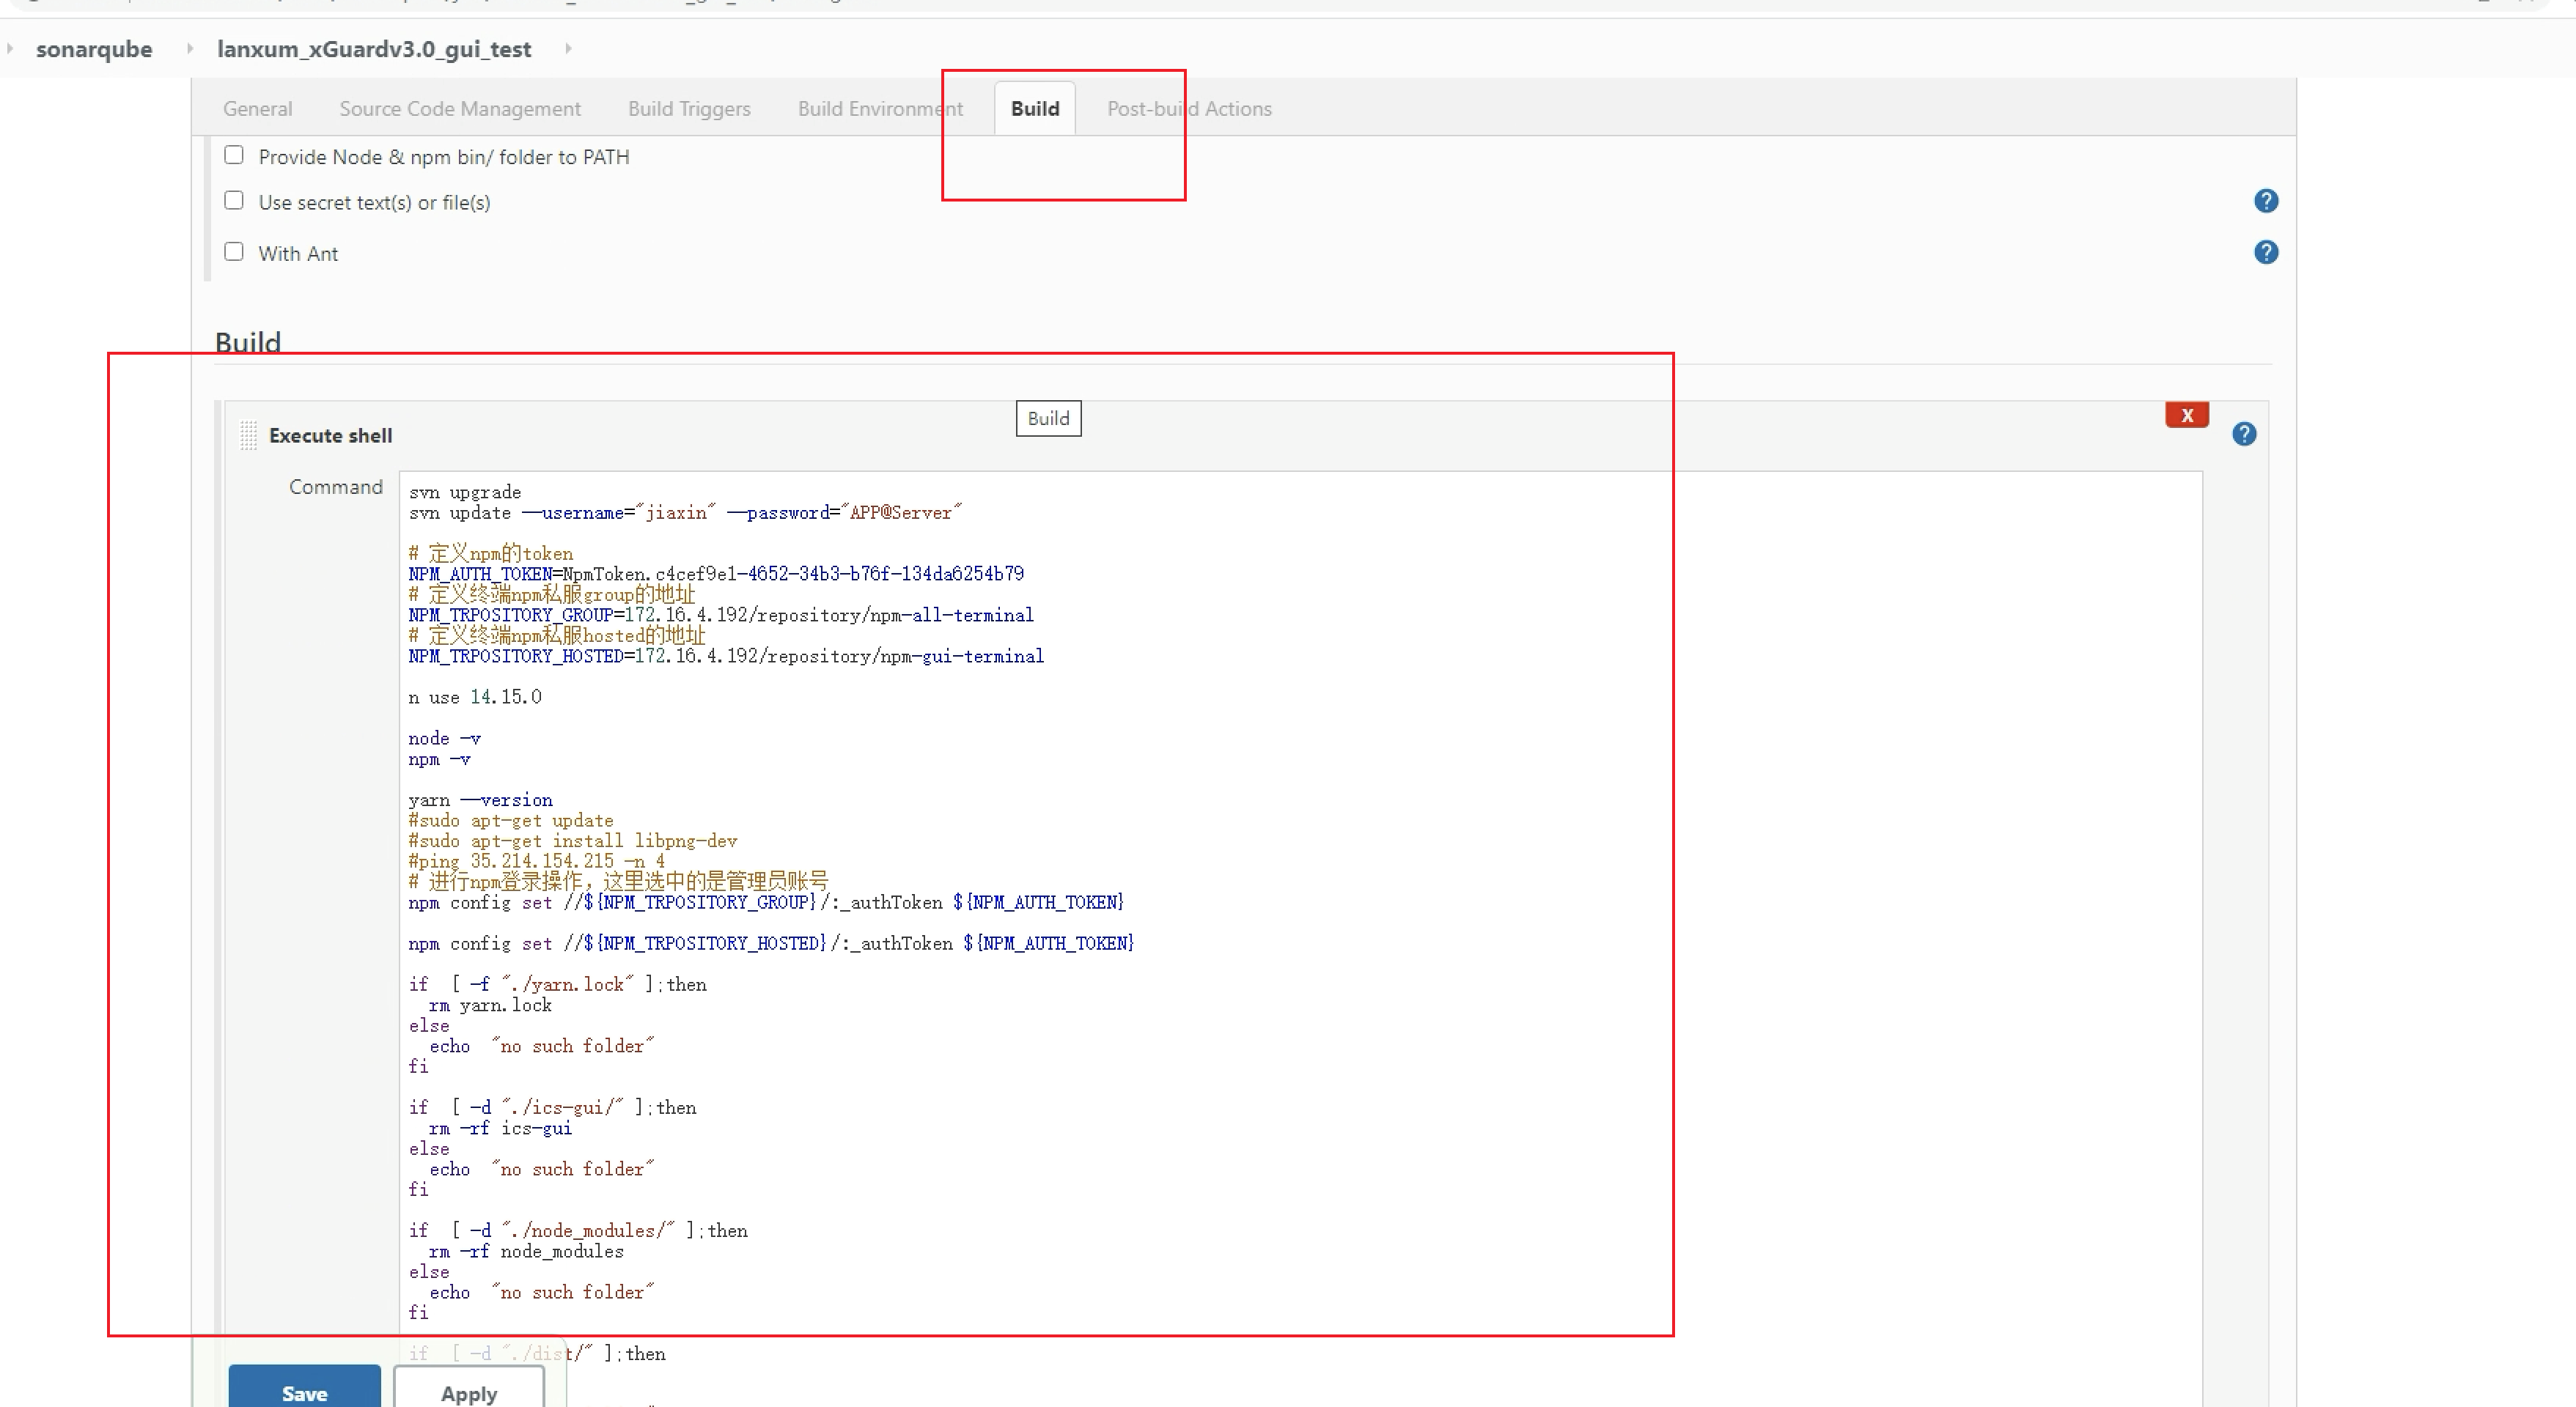 sonarqube lanxum_xGuardv3.0_gui_test
General Source Code Management Build Triggers Build Environment Build Post-build Actions
Provide Node & npm bin/ folder to PATH
Use secret text(s) or file(s)
With Ant
Build
Build
X
Execute shell
Command
svn upgrade
svn update --username="jiaxin" --password="APP@Server"
# 定义npm的token
NPM_AUTH_TOKEN=NpmToken.c4cef9e1-4652-34b3-b76f-134da6254b79
# 定义终端npm私服group的地址
NPM_TRPOSITORY_GROUP=172.16.4.192/repository/npm-all-terminal
# 定义终端npm私服hosted的地址
NPM_TRPOSITORY_HOSTED=172.16.4.192/repository/npm-gui-terminal
n use 14.15.0
node -v
npm -v
yarn --version
#sudo apt-get update
#sudo apt-get install libpng-dev
#ping 35.214.154.215 -n 4
# 进行npm登录操作，这里选中的是管理员账号
npm config set //${NPM_TRPOSITORY_GROUP}/:_authToken ${NPM_AUTH_TOKEN}
npm config set //${NPM_TRPOSITORY_HOSTED}/:_authToken ${NPM_AUTH_TOKEN}
if [ -f "./yarn.lock" ];then
rm yarn.lock
else
echo "no such folder"
fi
if [ -d "./ics-gui/" ];then
rm -rf ics-gui
else
echo "no such folder"
fi
if [ -d "./node_modules/" ];then
rm -rf node_modules
else
echo "no such folder"
fi
if [ -d "./dist/" ];then
Save Apply